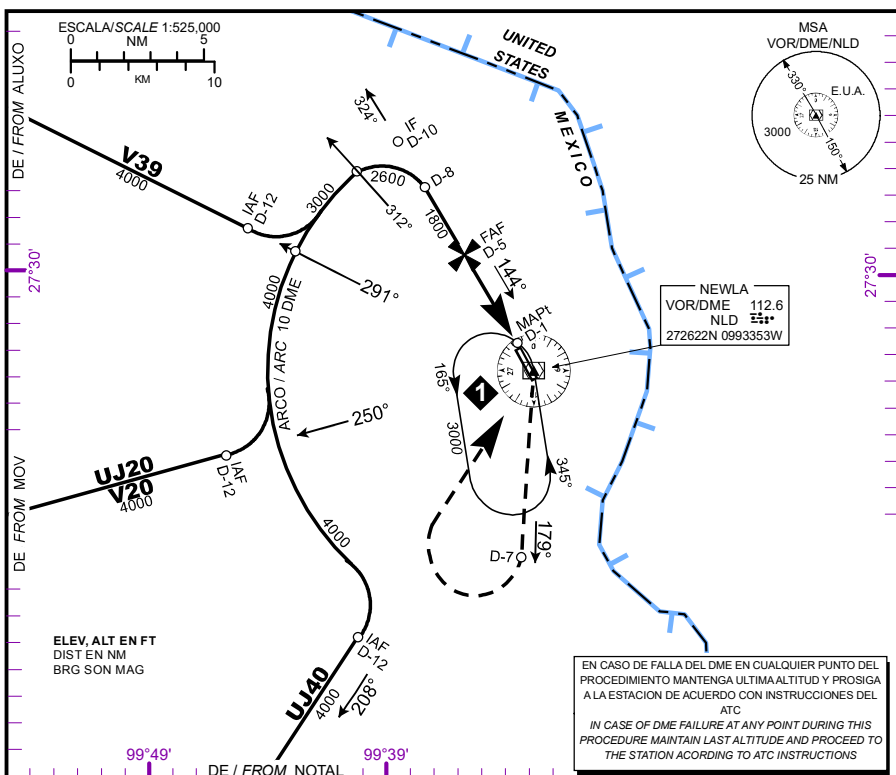 ESCALA/SCALE 1:525,000
0 NM 5
0 KM 10
UNITED
STATES
MEXICO
MSA
VOR/DME/NLD
330°
E.U.A.
3000
150°
25 NM
DE / FROM ALUXO
V39
4000
IAF
D-12
3000
324°
IF
D-10
2600
D-8
312°
1800
FAF
D-5
144°
27°30'
27°30'
4000
291°
ARCO / ARC 10 DME
MAPt
D-1
NEWLA
VOR/DME 112.6
NLD
272622N 0993353W
165°
1
3000
345°
250°
UJ20
V20
4000
IAF
D-12
DE FROM MOV
4000
179°
D-7
ELEV, ALT EN FT
DIST EN NM
BRG SON MAG
IAF
D-12
UJ40
4000
208°
EN CASO DE FALLA DEL DME EN CUALQUIER PUNTO DEL
PROCEDIMIENTO MANTENGA ULTIMA ALTITUD Y PROSIGA
A LA ESTACION DE ACUERDO CON INSTRUCCIONES DEL
ATC
IN CASE OF DME FAILURE AT ANY POINT DURING THIS
PROCEDURE MAINTAIN LAST ALTITUDE AND PROCEED TO
THE STATION ACORDING TO ATC INSTRUCTIONS
99°49'
99°39'
DE / FROM NOTAL